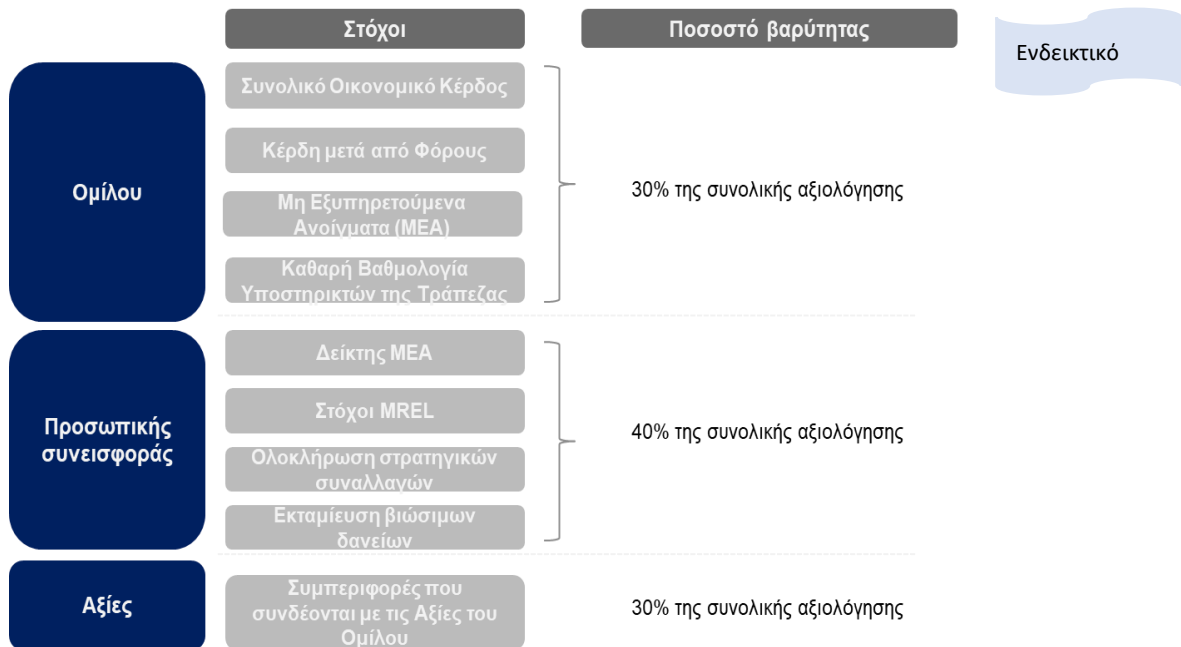 Στόχοι
Ποσοστό βαρύτητας
Ενδεικτικό
Ομίλου
Συνολικό Οικονομικό Κέρδος
Κέρδη μετά από Φόρους
Μη Εξυπηρετούμενα
Ανοίγματα (ΜΕΑ)
Καθαρή Βαθμολογία
Υποστηρικτών της Τράπεζας
30% της συνολικής αξιολόγησης
Προσωπικής
συνεισφοράς
Δείκτης ΜΕΑ
Στόχοι MREL
Ολοκλήρωση στρατηγικών
συναλλαγών
Εκταμίευση βιώσιμων
δανείων
40% της συνολικής αξιολόγησης
Αξίες
Συμπεριφορές που
συνδέονται με τις Αξίες του
Ομίλου
30% της συνολικής αξιολόγησης